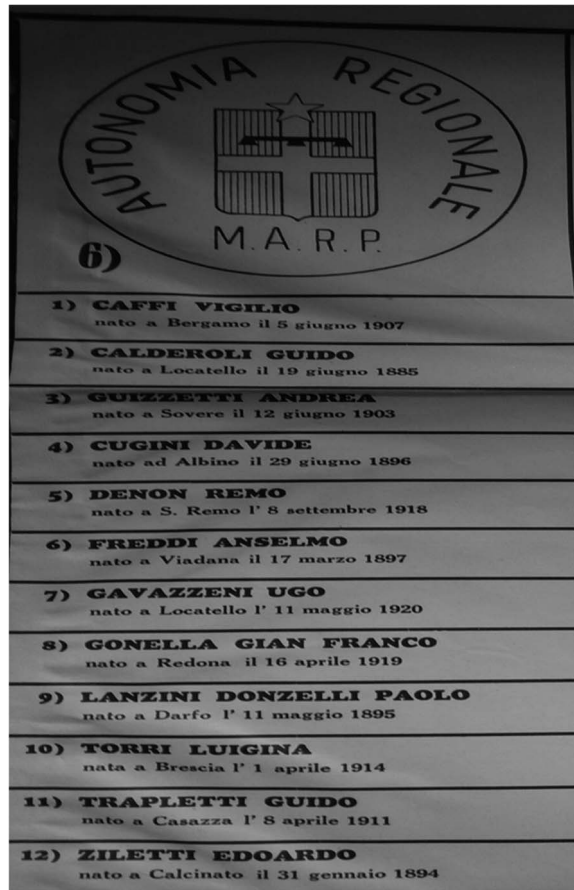 AUTONOMIA REGIONALE
M.A.R.P.
6)
1) CAFFI VIGILIO
nato a Bergamo il 5 giugno 1907
2) CALDEROLI GUIDO
nato a Locatello il 19 giugno 1885
3) GUIZZETTI ANDREA
nato a Sovere il 12 giugno 1903
4) CUGINI DAVIDE
nato ad Albino il 29 giugno 1896
5) DENON REMO
nato a S. Remo l' 8 settembre 1918
6) FREDDI ANSELMO
nato a Viadana il 17 marzo 1897
7) GAVAZZENI UGO
nato a Locatello l' 11 maggio 1920
8) GONELLA GIAN FRANCO
nato a Redona il 16 aprile 1919
9) LANZINI DONZELLI PAOLO
nato a Darfo l' 11 maggio 1895
10) TORRI LUIGINA
nata a Brescia l' 1 aprile 1914
11) TRAPLETTI GUIDO
nato a Casazza l' 8 aprile 1911
12) ZILETTI EDOARDO
nato a Calcinato il 31 gennaio 1894